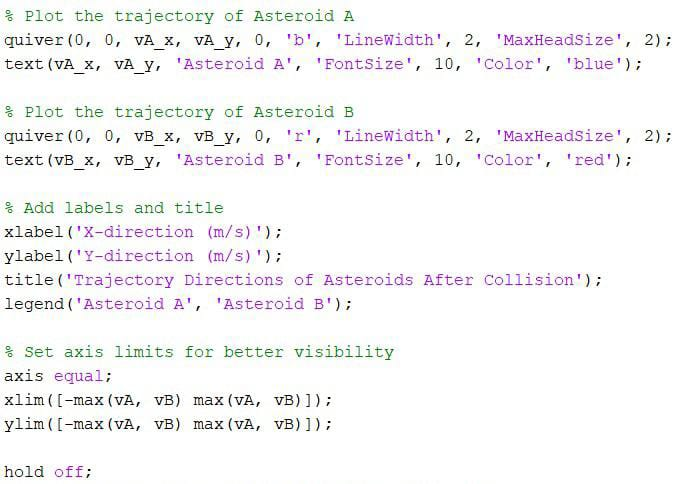 % Plot the trajectory of Asteroid A
quiver(0, 0, vA_x, vA_y, 0, 'b', 'LineWidth', 2, 'MaxHeadSize', 2);
text(vA_x, vA_y, 'Asteroid A', 'FontSize', 10, 'Color', 'blue');
% Plot the trajectory of Asteroid B
quiver(0, 0, vB_x, vB_y, 0, 'r', 'LineWidth', 2, 'MaxHeadSize', 2);
text(vB_x, vB_y, 'Asteroid B', 'FontSize', 10, 'Color', 'red');
% Add labels and title
xlabel('X-direction (m/s)');
ylabel('Y-direction (m/s)');
title('Trajectory Directions of Asteroids After Collision');
legend('Asteroid A', 'Asteroid B');
% Set axis limits for better visibility
axis equal;
xlim([-max(vA, vB) max(vA, vB)]);
ylim([-max(vA, vB) max(vA, vB)]);
hold off;